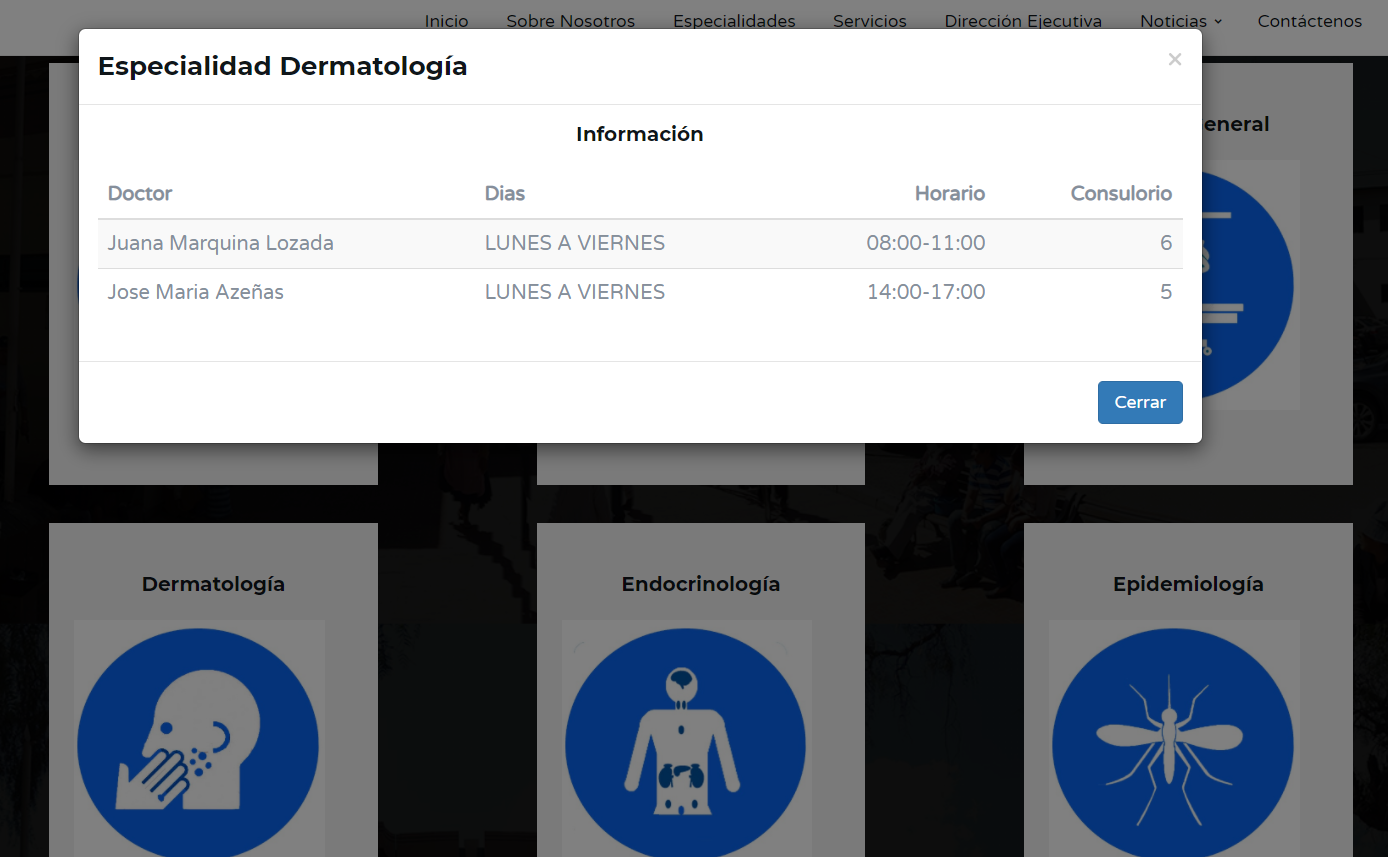 Inicio Sobre Nosotros Especialidades Servicios Dirección Ejecutiva Noticias Contáctenos
Especialidad Dermatología ×
Información
Doctor Dias Horario Consulorio
Juana Marquina Lozada LUNES A VIERNES 08:00-11:00 6
Jose Maria Azeñas LUNES A VIERNES 14:00-17:00 5
Cerrar
Dermatología Endocrinología Epidemiología